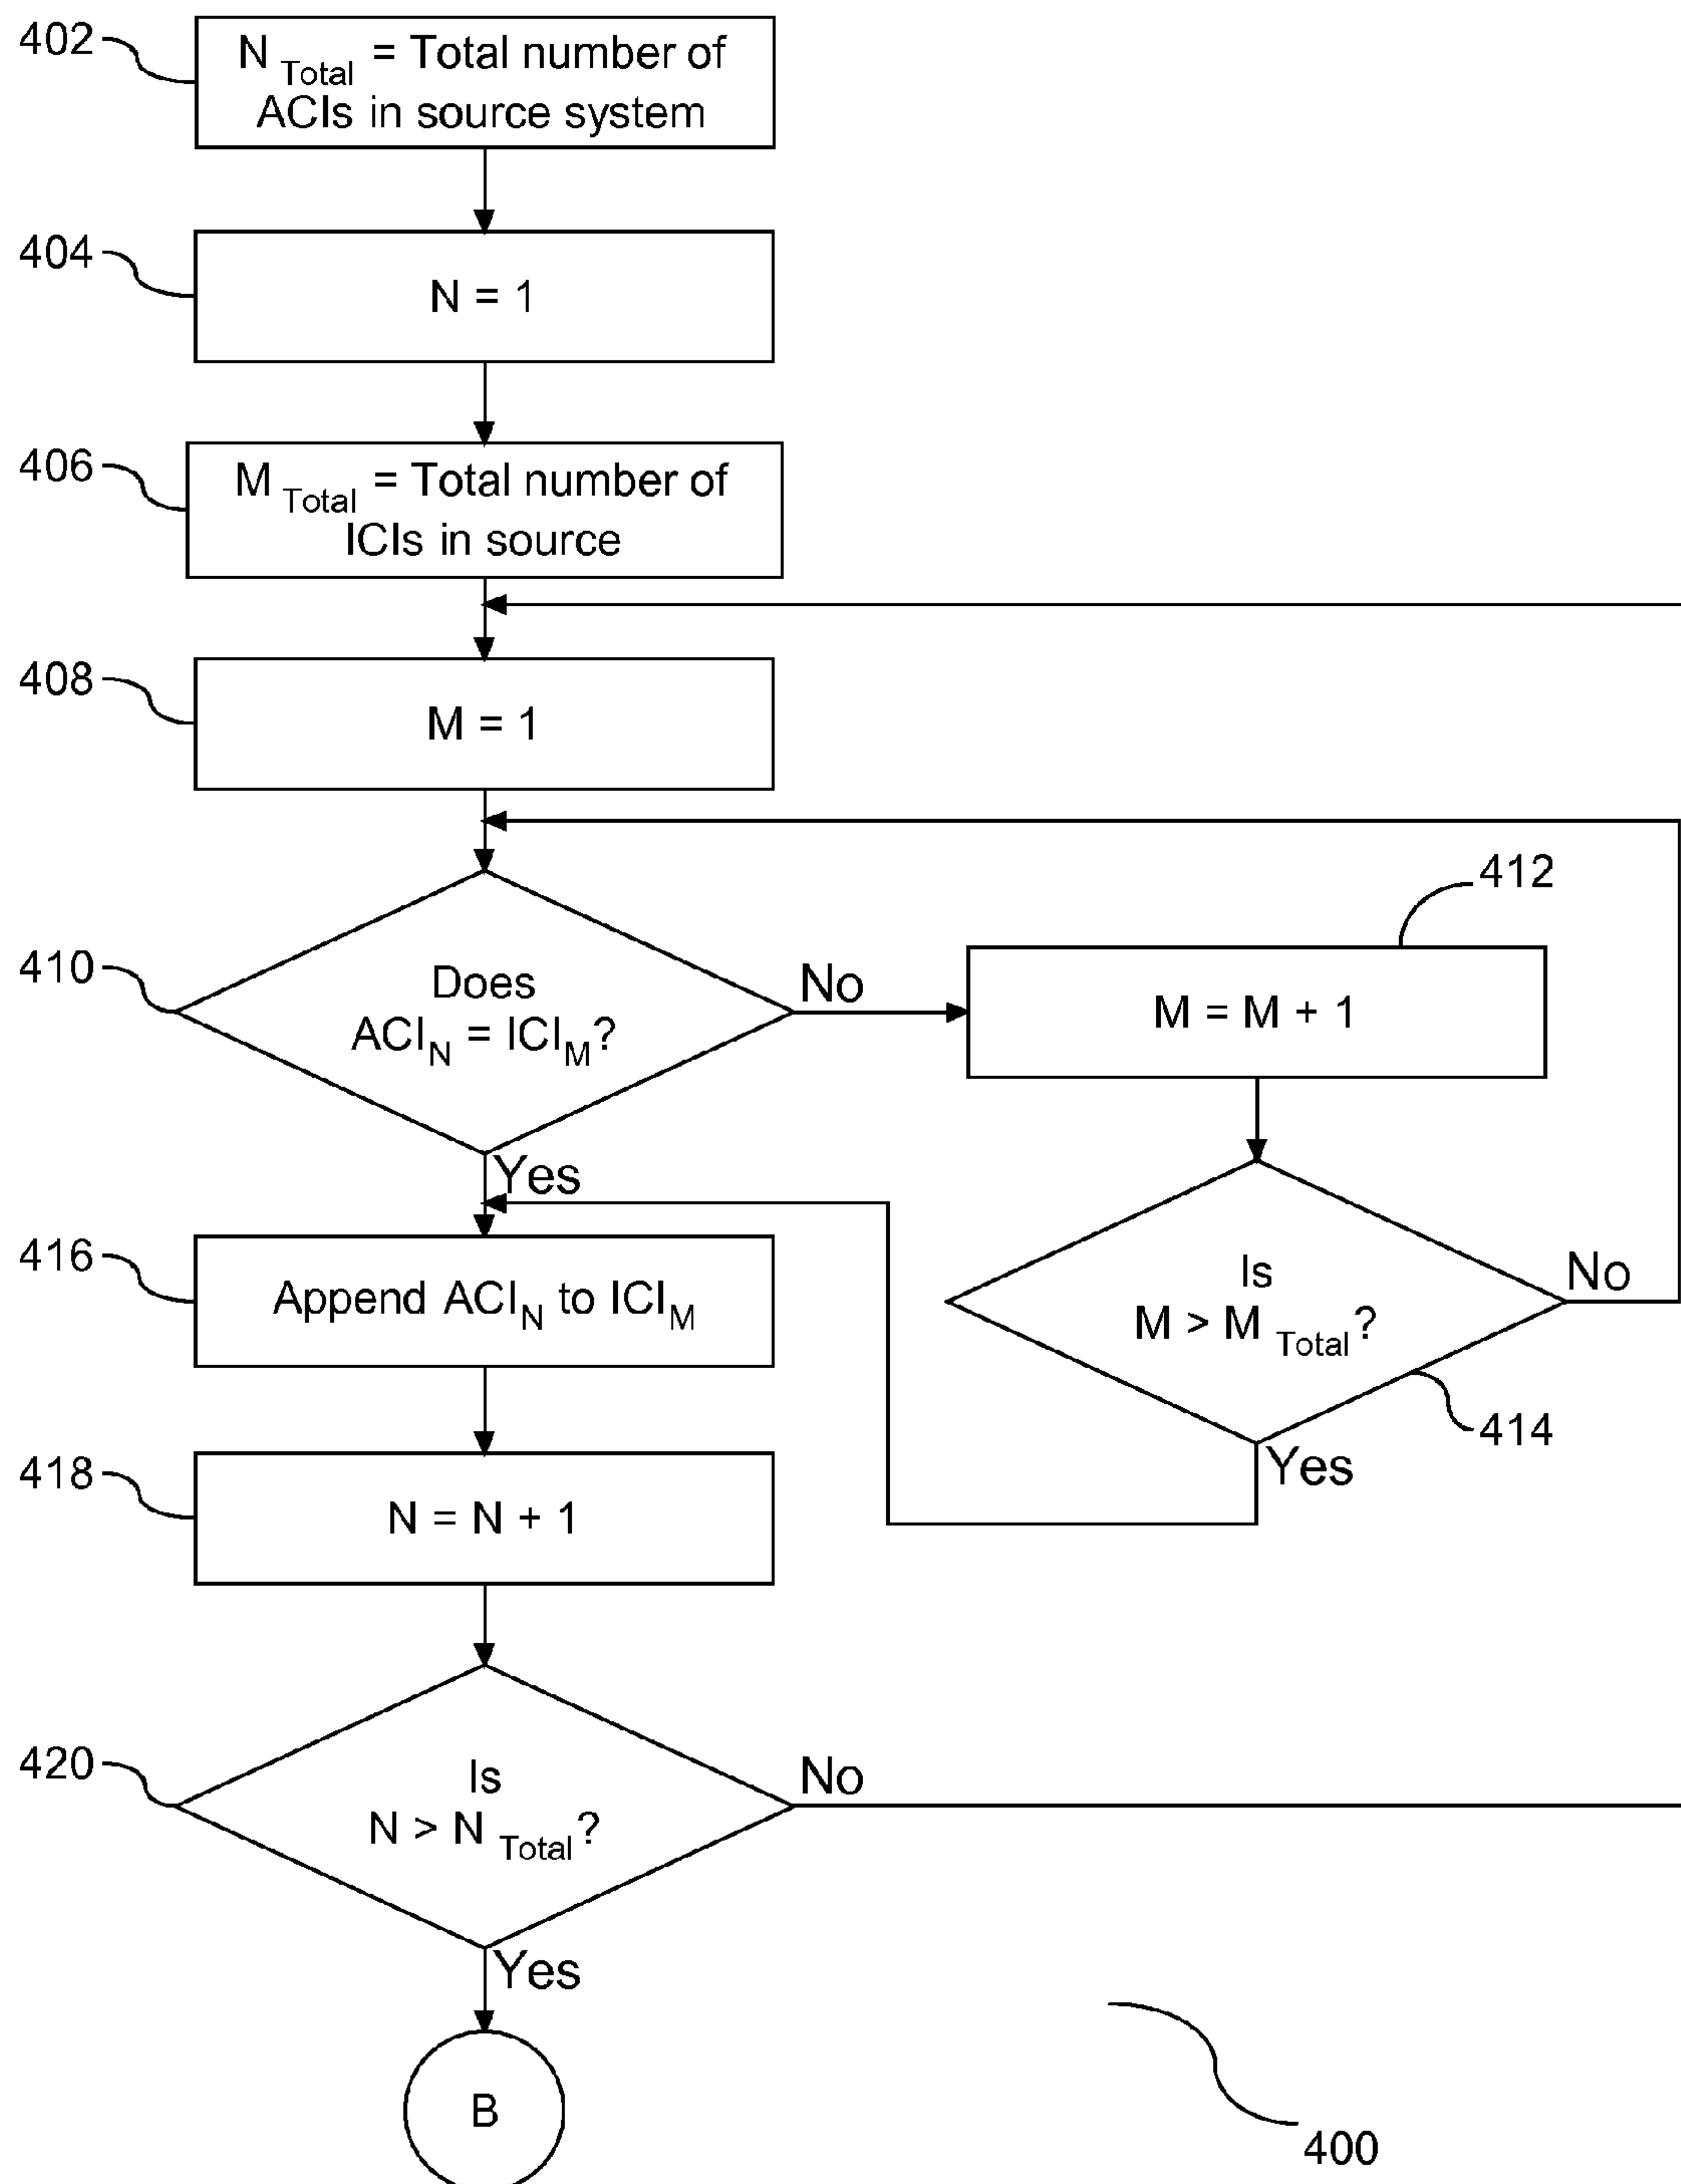 402
N Total = Total number of
ACIs in source system
404
N = 1
406
M Total = Total number of
ICIs in source
408
M = 1
410
Does
ACIN = ICIM?
No
412
M = M + 1
Yes
416
Append ACIN to ICIM
Is
M > M Total?
No
414
Yes
418
N = N + 1
420
Is
N > N Total?
No
Yes
B
400